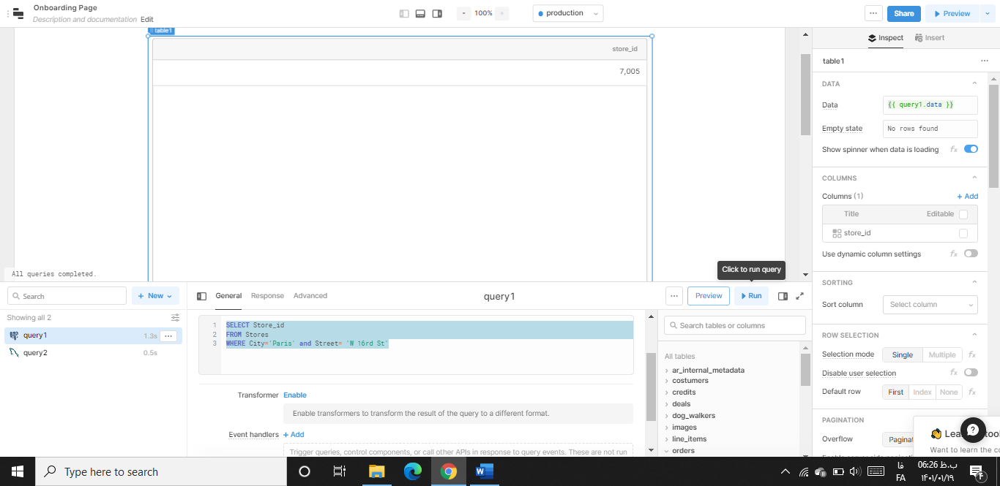 Onboarding Page
Description and documentation Edit
- 100% +
production
Share
Preview
table1
store_id
7,005
All queries completed.
Inspect
Insert
table1
DATA
Data
{{ query1.data }}
Empty state
No rows found
Show spinner when data is loading
fx
COLUMNS
Columns (1)
+ Add
Title
Editable
store_id
Use dynamic column settings
fx
SORTING
Sort column
Select column
ROW SELECTION
Selection mode
Single
Multiple
fx
Disable user selection
fx
Default row
First
Index
None
fx
PAGINATION
Overflow
Paginat
Want to learn the co
Click to run query
Search
+ New
Showing all 2
query1
1.3s
query2
0.5s
General
Response
Advanced
query1
Preview
Run
1 SELECT Store_id
2 FROM Stores
3 WHERE City='Paris' and Street= 'W 16rd St'
Transformer Enable
Enable transformers to transform the result of the query to a different format.
Event handlers + Add
Trigger queries, control components, or call other APIs in response to query events. These are not run
Search tables or columns
All tables
ar_internal_metadata
costumers
credits
deals
dog_walkers
images
line_items
orders
Type here to search
فا
FA
06:26 ب.ظ
۱۴۰۱/۰۱/۱۹